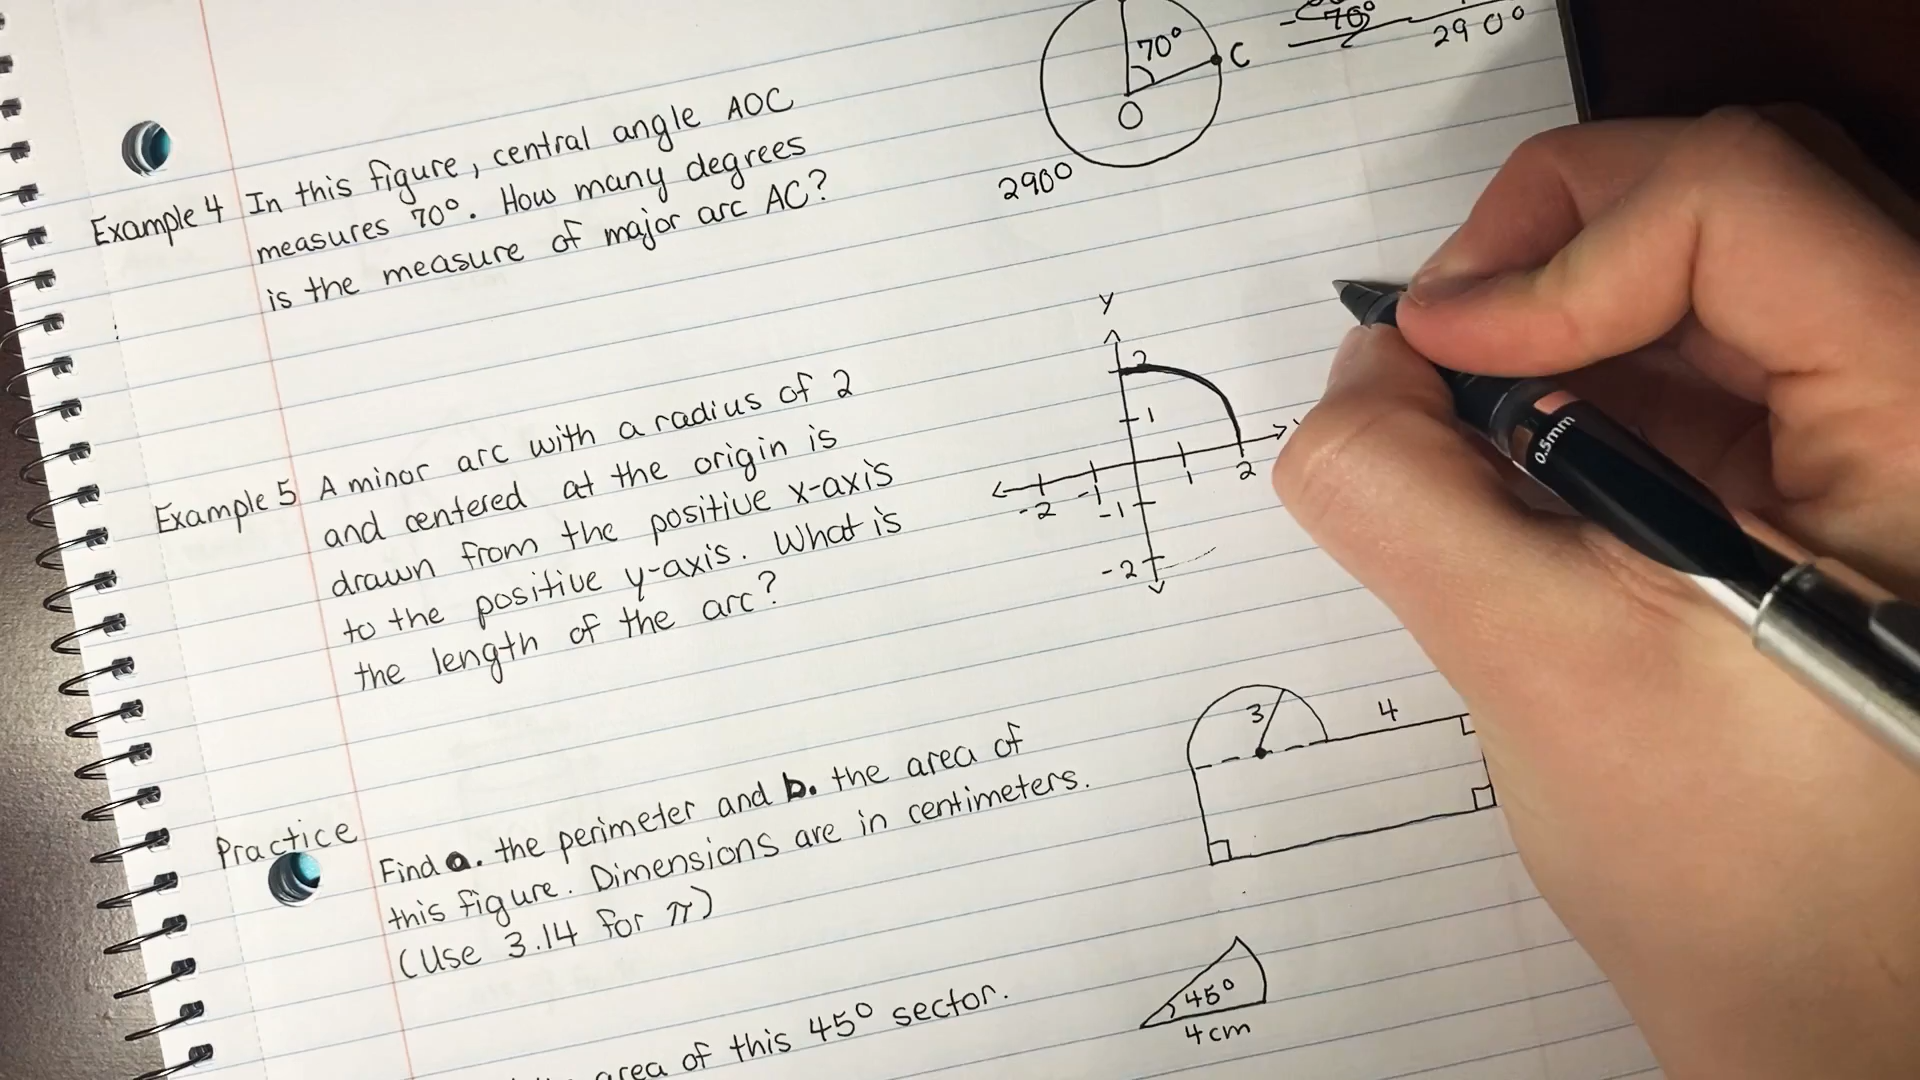 70°
C
O
290°
70°
290°
Example 4 In this figure, central angle AOC
measures 70°. How many degrees
is the measure of major arc AC?
y
2
1
-2
-1
1
2
-1
-2
Example 5 A minor arc with a radius of 2
and centered at the origin is
drawn from the positive x-axis
to the positive y-axis. What is
the length of the arc?
0.5mm
3
4
Practice
Find a. the perimeter and b. the area of
this figure. Dimensions are in centimeters.
(Use 3.14 for π)
area of this 45° sector.
45°
4cm